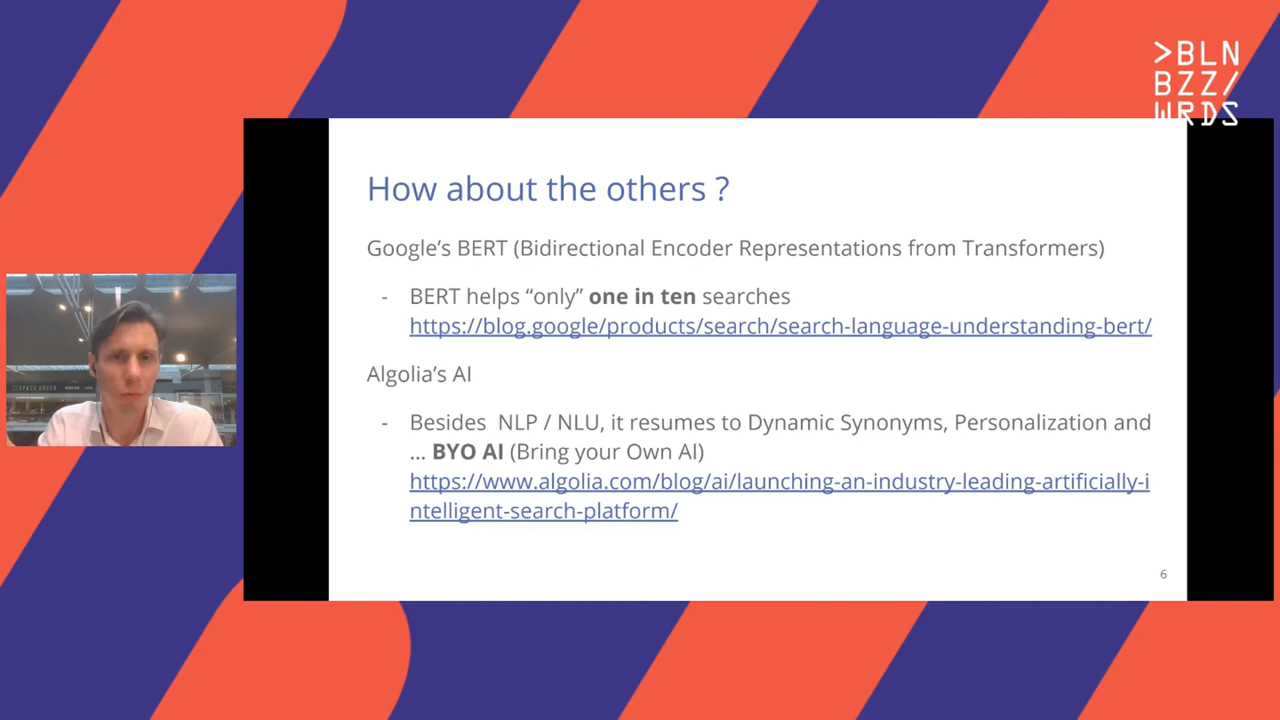 >BLN
BZZ/
WRDS
How about the others ?
Google's BERT (Bidirectional Encoder Representations from Transformers)
- BERT helps “only” one in ten searches
https://blog.google/products/search/search-language-understanding-bert/
Algolia's AI
- Besides NLP / NLU, it resumes to Dynamic Synonyms, Personalization and
... BYO AI (Bring your Own AI)
https://www.algolia.com/blog/ai/launching-an-industry-leading-artificially-i
ntelligent-search-platform/
6